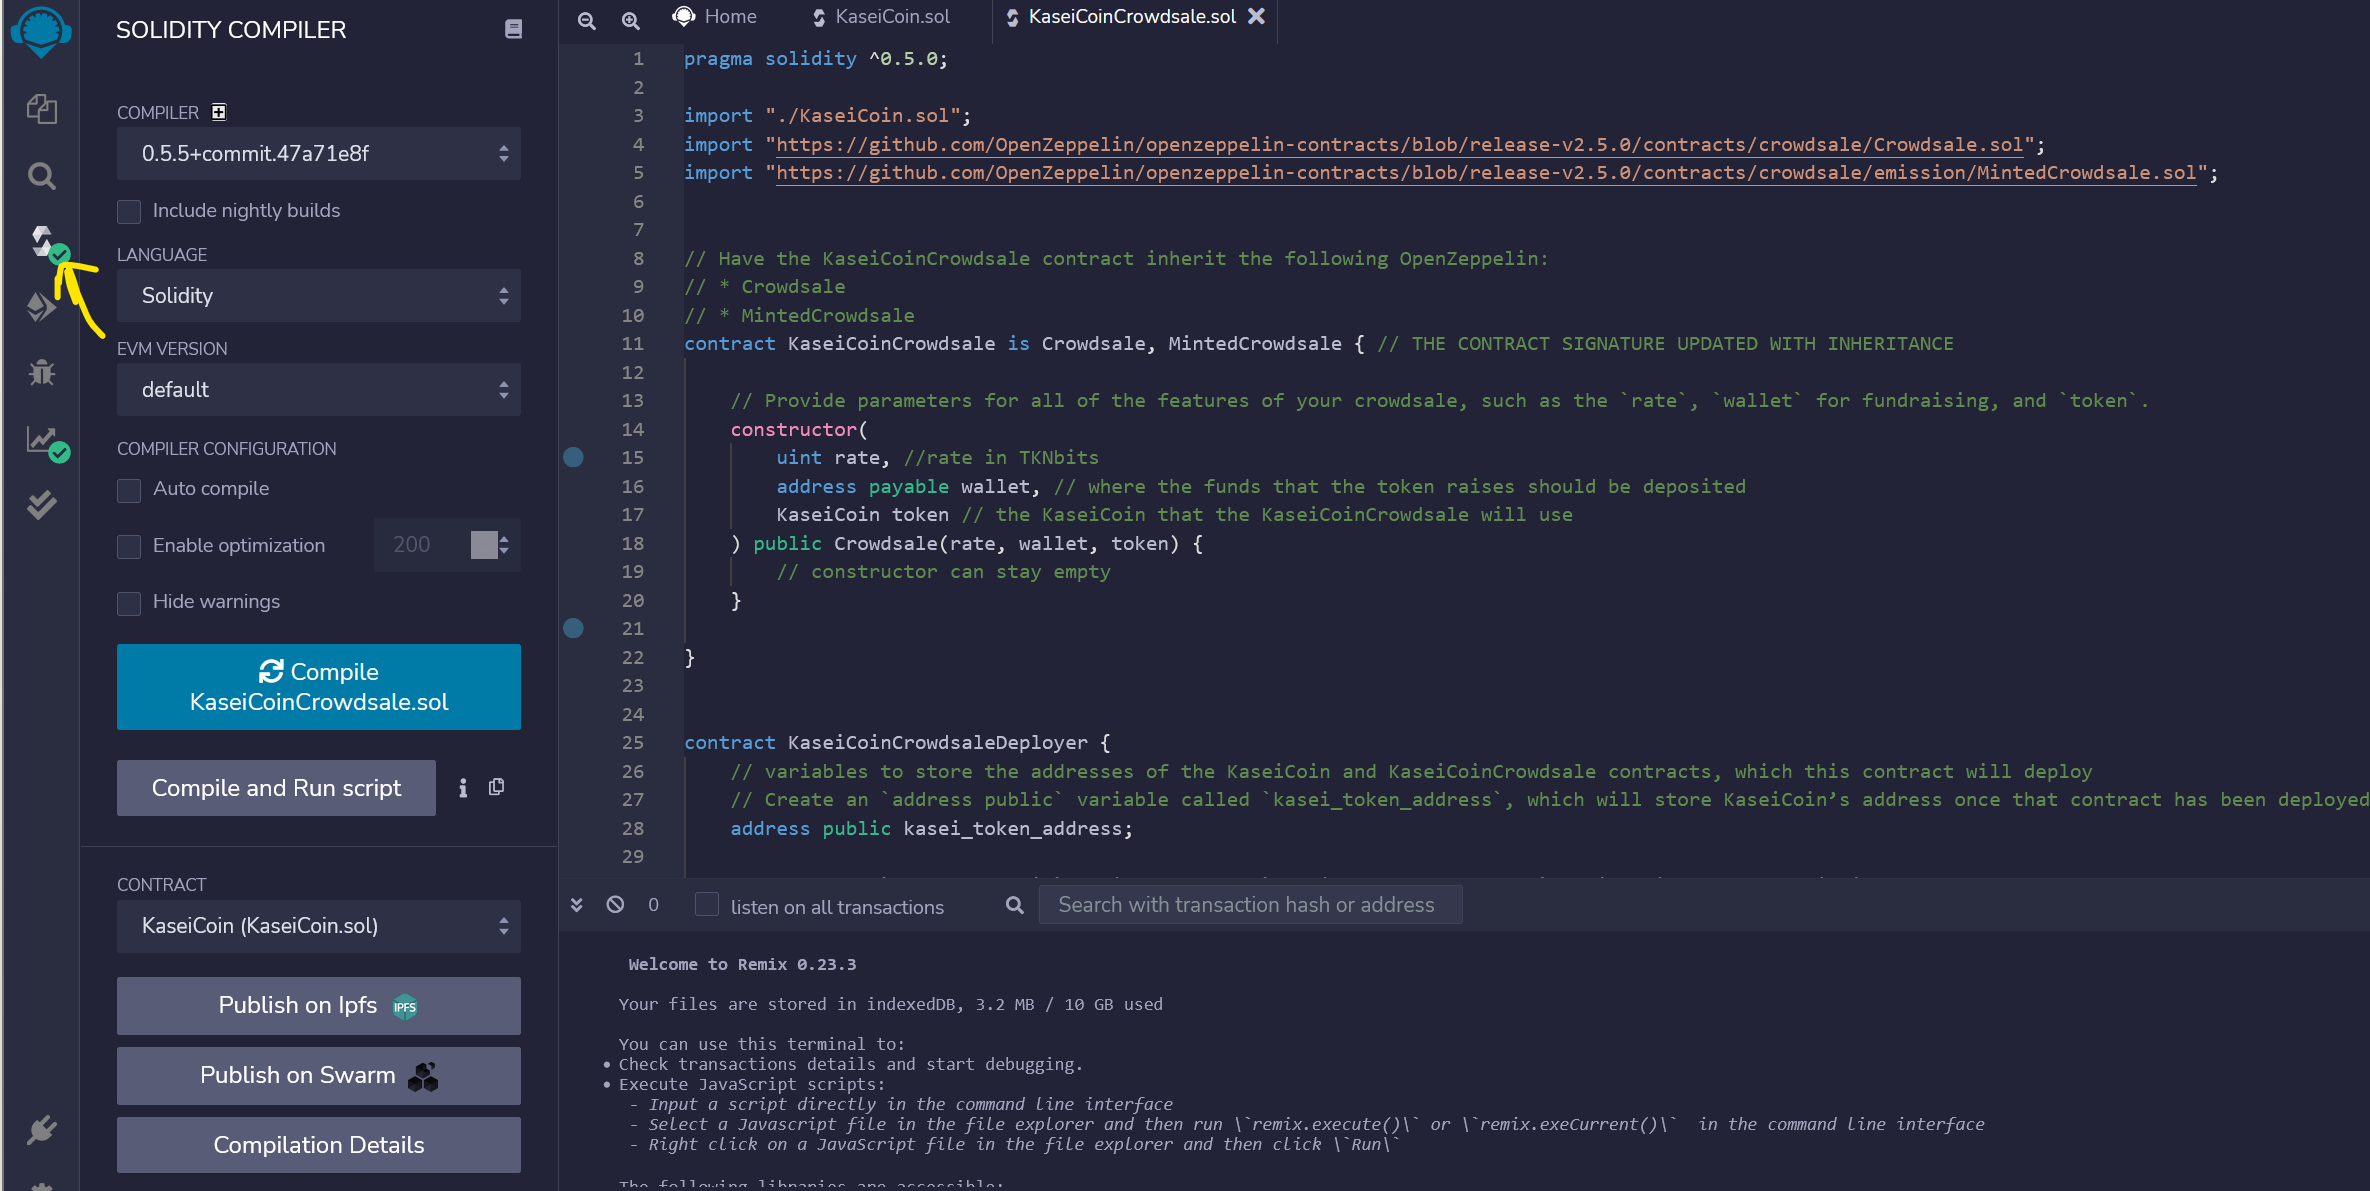 SOLIDITY COMPILER
COMPILER
0.5.5+commit.47a71e8f
Include nightly builds
LANGUAGE
Solidity
EVM VERSION
default
COMPILER CONFIGURATION
Auto compile
Enable optimization
200
Hide warnings
Compile
KaseiCoinCrowdsale.sol
Compile and Run script
CONTRACT
KaseiCoin (KaseiCoin.sol)
Publish on Ipfs
IPFS
Publish on Swarm
Compilation Details
Home
KaseiCoin.sol
KaseiCoinCrowdsale.sol
1 pragma solidity ^0.5.0;
2
3 import "./KaseiCoin.sol";
4 import "https://github.com/OpenZeppelin/openzeppelin-contracts/blob/release-v2.5.0/contracts/crowdsale/Crowdsale.sol";
5 import "https://github.com/OpenZeppelin/openzeppelin-contracts/blob/release-v2.5.0/contracts/crowdsale/emission/MintedCrowdsale.sol";
6
7
8 // Have the KaseiCoinCrowdsale contract inherit the following OpenZeppelin:
9 // * Crowdsale
10 // * MintedCrowdsale
11 contract KaseiCoinCrowdsale is Crowdsale, MintedCrowdsale { // THE CONTRACT SIGNATURE UPDATED WITH INHERITANCE
12
13 // Provide parameters for all of the features of your crowdsale, such as the `rate`, `wallet` for fundraising, and `token`.
14 constructor(
15 uint rate, //rate in TKNbits
16 address payable wallet, // where the funds that the token raises should be deposited
17 KaseiCoin token // the KaseiCoin that the KaseiCoinCrowdsale will use
18 ) public Crowdsale(rate, wallet, token) {
19 // constructor can stay empty
20 }
21
22 }
23
24
25 contract KaseiCoinCrowdsaleDeployer {
26 // variables to store the addresses of the KaseiCoin and KaseiCoinCrowdsale contracts, which this contract will deploy
27 // Create an `address public` variable called `kasei_token_address`, which will store KaseiCoin’s address once that contract has been deployed
28 address public kasei_token_address;
29
0
listen on all transactions
Search with transaction hash or address
Welcome to Remix 0.23.3
Your files are stored in indexedDB, 3.2 MB / 10 GB used
You can use this terminal to:
• Check transactions details and start debugging.
• Execute JavaScript scripts:
- Input a script directly in the command line interface
- Select a Javascript file in the file explorer and then run \`remix.execute()\` or \`remix.exeCurrent()\` in the command line interface
- Right click on a JavaScript file in the file explorer and then click \`Run\`
The following libraries are accessible: